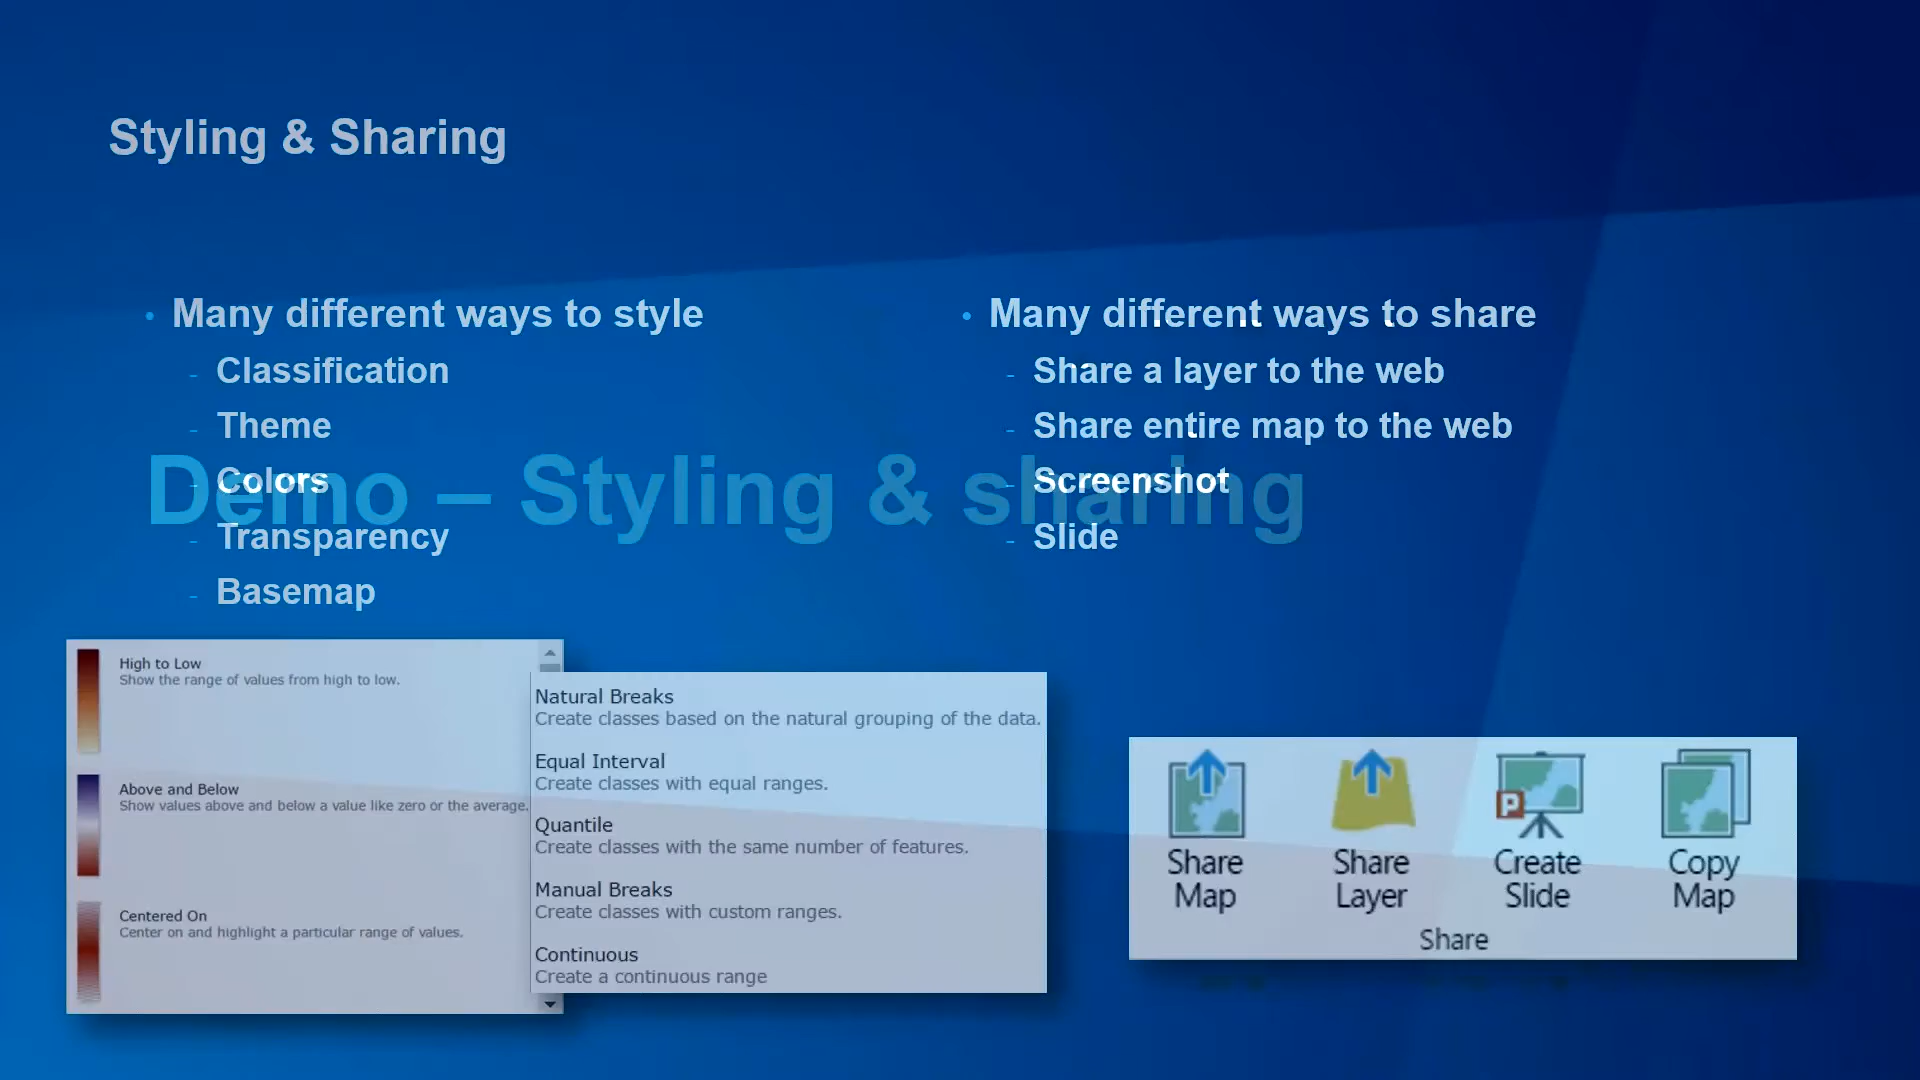 Styling & Sharing
• Many different ways to style
- Classification
- Theme
- Colors
- Transparency
- Basemap
• Many different ways to share
- Share a layer to the web
- Share entire map to the web
- Screenshot
- Slide
Demo – Styling & sharing
High to Low
Show the range of values from high to low.
Above and Below
Show values above and below a value like zero or the average.
Centered On
Center on and highlight a particular range of values.
Natural Breaks
Create classes based on the natural grouping of the data.
Equal Interval
Create classes with equal ranges.
Quantile
Create classes with the same number of features.
Manual Breaks
Create classes with custom ranges.
Continuous
Create a continuous range
P
Share Map
Share Layer
Create Slide
Copy Map
Share